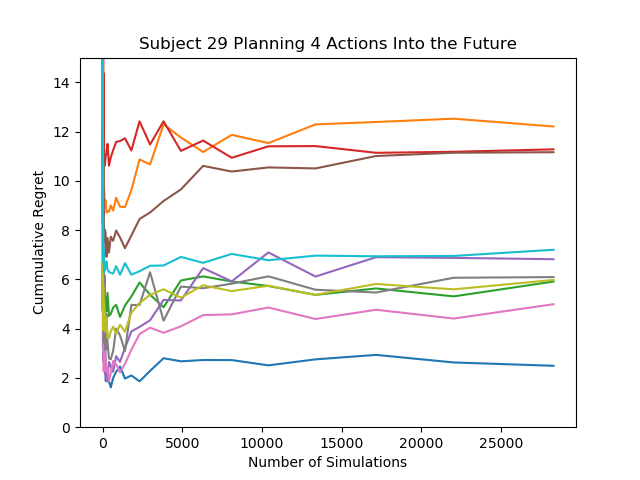 Subject 29 Planning 4 Actions Into the Future
14
12
10
8
6
4
2
0
Cummulative Regret
0 5000 10000 15000 20000 25000
Number of Simulations